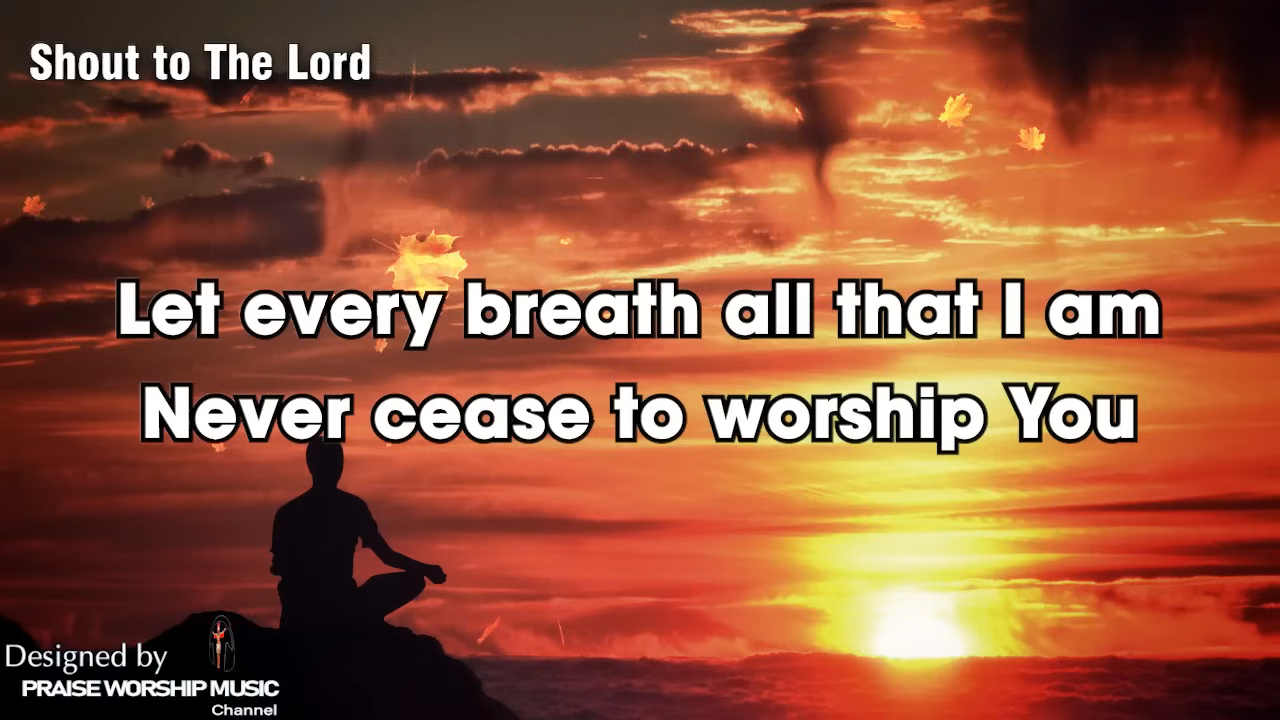 Shout to The Lord
Let every breath all that I am
Never cease to worship You
Designed by
PRAISE WORSHIP MUSIC
Channel